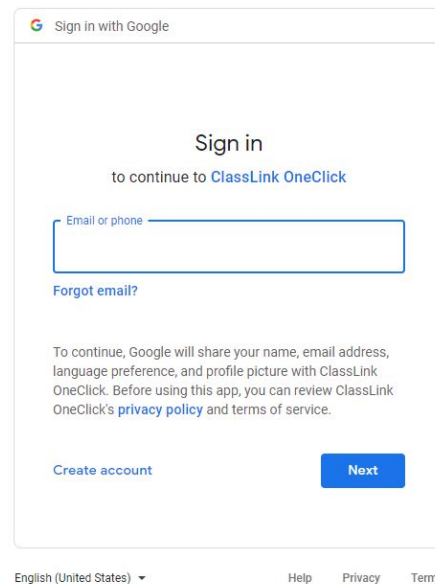 Sign in with Google
Sign in
to continue to ClassLink OneClick
Email or phone
Forgot email?
To continue, Google will share your name, email address,
language preference, and profile picture with ClassLink
OneClick. Before using this app, you can review ClassLink
OneClick's privacy policy and terms of service.
Create account Next
English (United States) Help Privacy Term